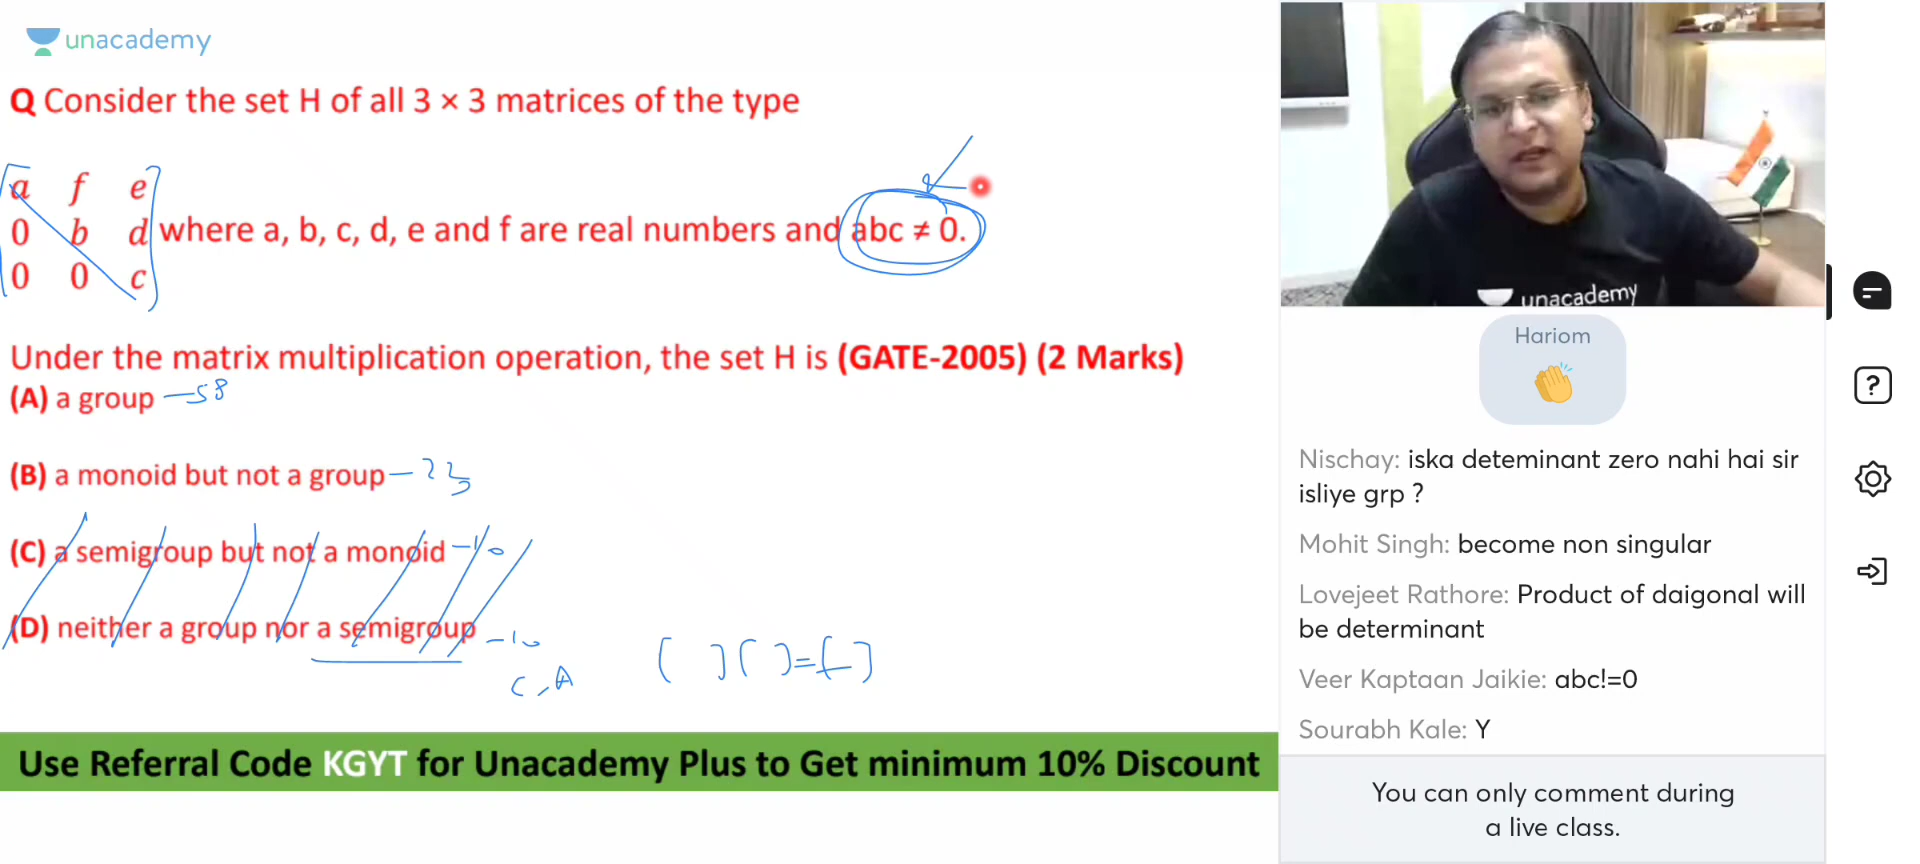 unacademy
Q Consider the set H of all 3 × 3 matrices of the type
a f e
0 b d where a, b, c, d, e and f are real numbers and abc ≠ 0.
0 0 c
Under the matrix multiplication operation, the set H is (GATE-2005) (2 Marks)
(A) a group – 58
(B) a monoid but not a group – 23
(C) a semigroup but not a monoid – 10
(D) neither a group nor a semigroup – 10
C, A
[ ] [ ] = [ ]
Use Referral Code KGYT for Unacademy Plus to Get minimum 10% Discount
unacademy
Hariom
👏
Nischay: iska deteminant zero nahi hai sir
isliye grp ?
Mohit Singh: become non singular
Lovejeet Rathore: Product of daigonal will
be determinant
Veer Kaptaan Jaikie: abc!=0
Sourabh Kale: Y
You can only comment during
a live class.
?